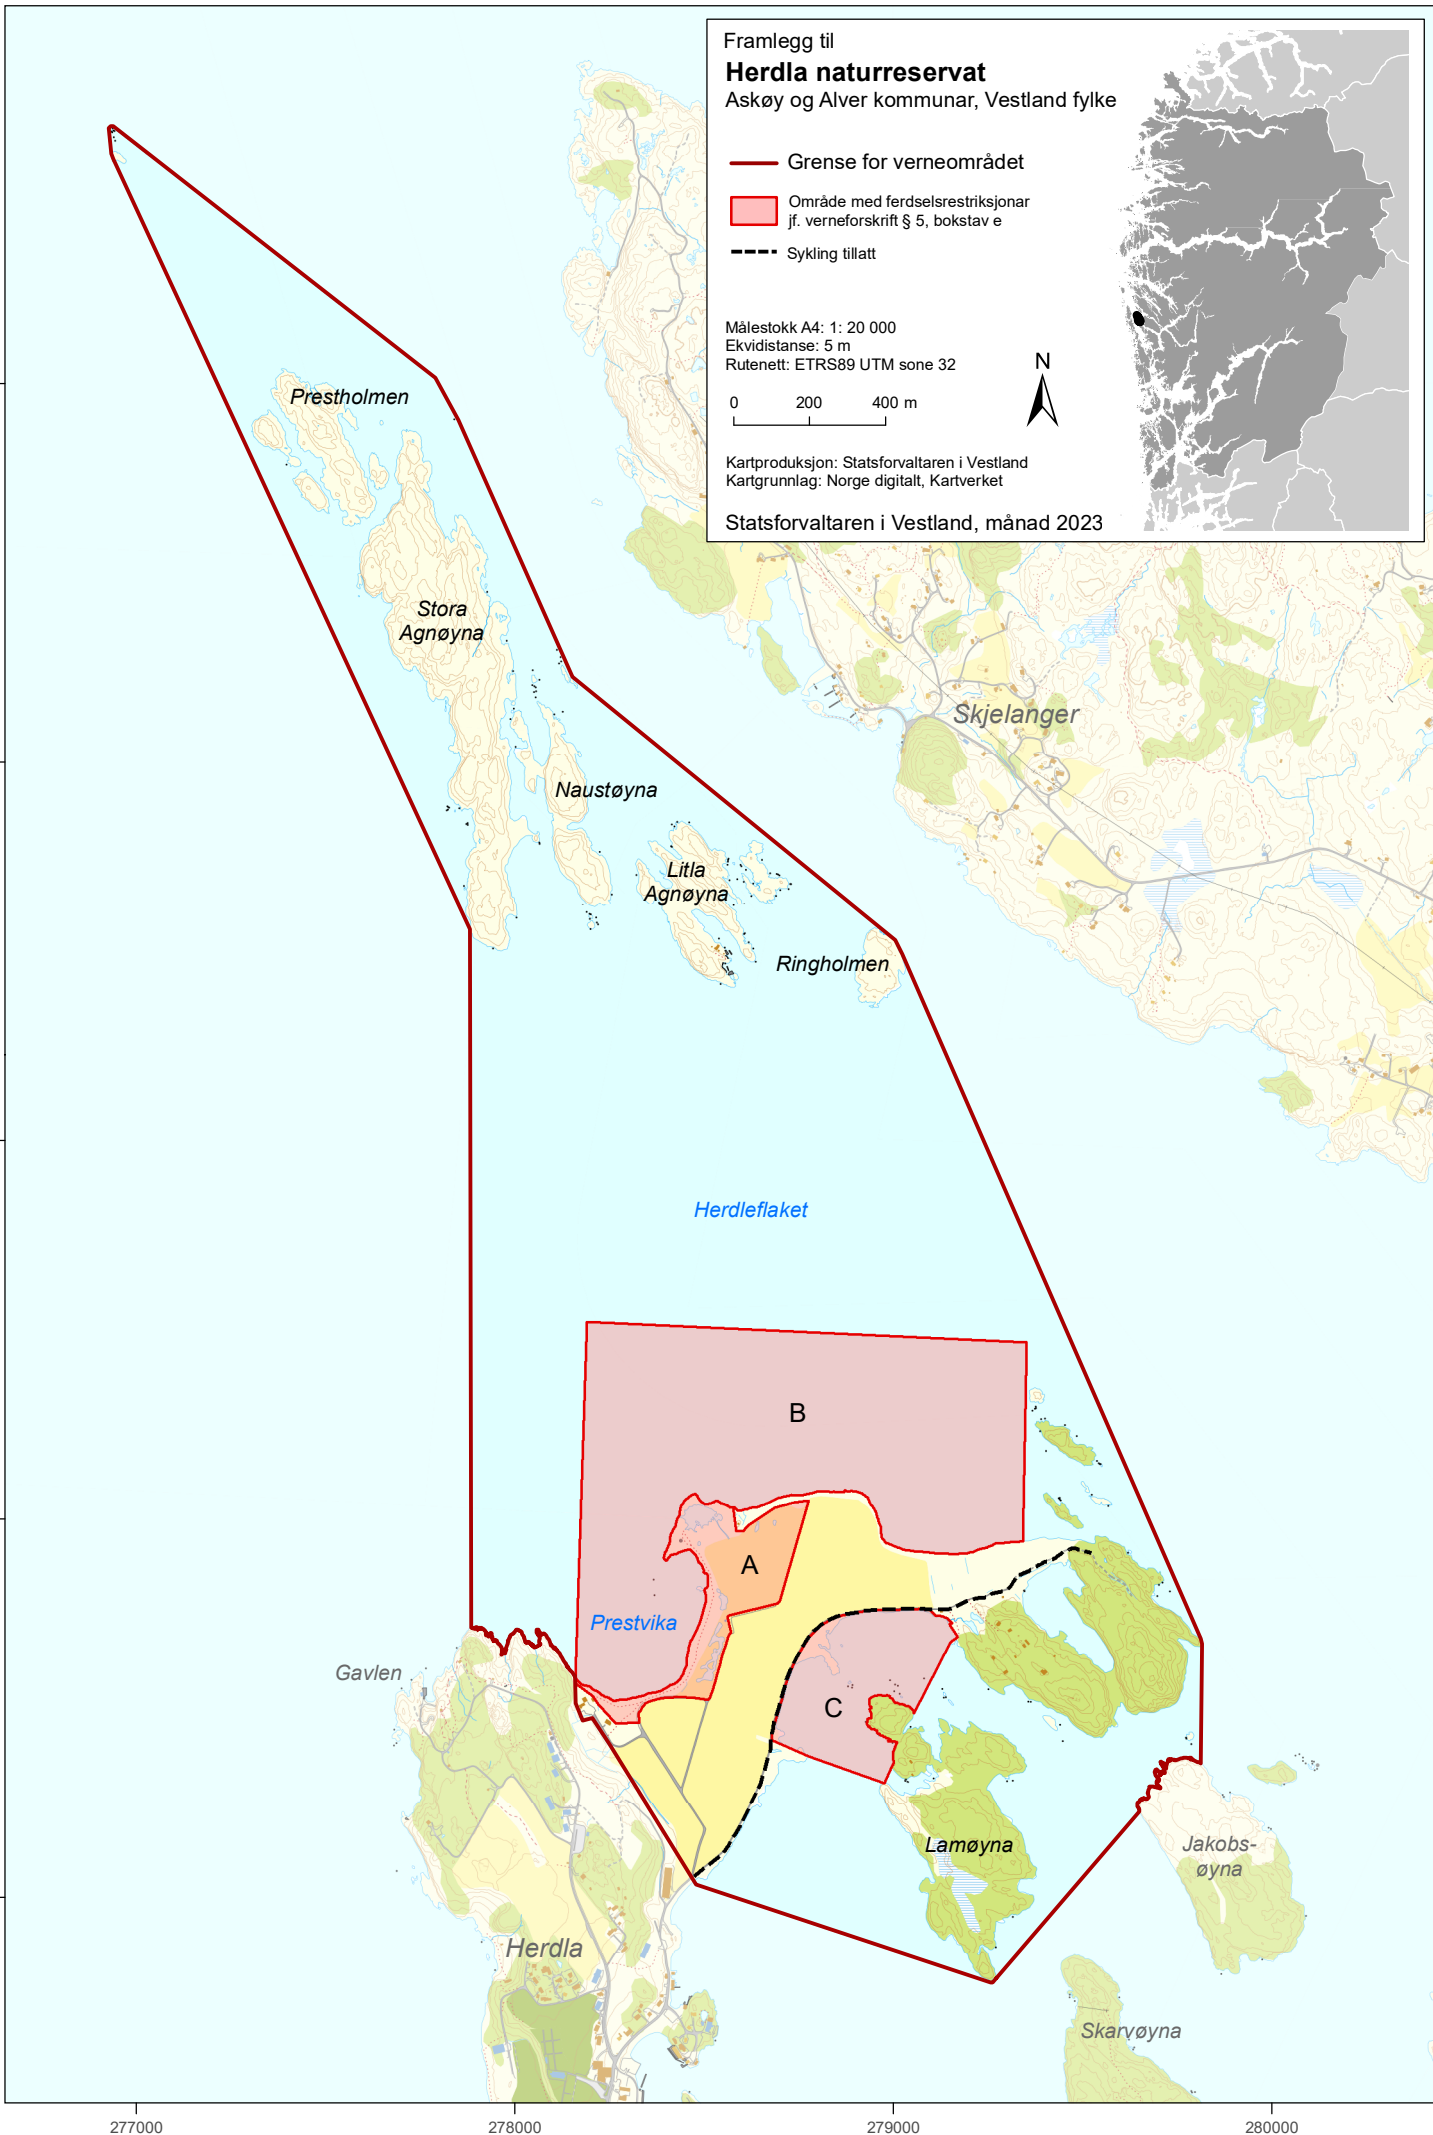 Framlegg til
Herdla naturreservat
Askøy og Alver kommunar, Vestland fylke
Grense for verneområdet
Område med ferdselsrestriksjonar
jf. verneforskrift § 5, bokstav e
Sykling tillatt
Målestokk A4: 1: 20 000
Ekvidistanse: 5 m
Rutenett: ETRS89 UTM sone 32
0 200 400 m
N
Kartproduksjon: Statsforvaltaren i Vestland
Kartgrunnlag: Norge digitalt, Kartverket
Statsforvaltaren i Vestland, månad 2023
Prestholmen
Stora
Agnøyna
Skjelanger
Naustøyna
Litla
Agnøyna
Ringholmen
Herdleflaket
B
A
Prestvika
Gavlen
C
Lamøyna
Jakobs-
øyna
Herdla
Skarvøyna
277000 278000 279000 280000